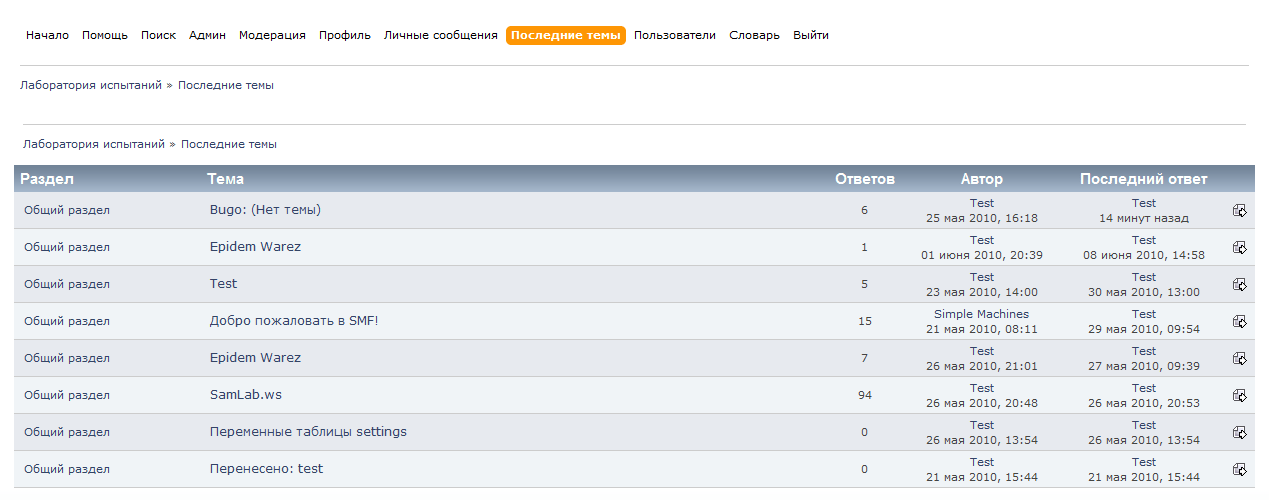 Начало Помощь Поиск Админ Модерация Профиль Личные сообщения Последние темы Пользователи Словарь Выйти
Лаборатория испытаний » Последние темы
Лаборатория испытаний » Последние темы
Раздел Тема Ответов Автор Последний ответ
Общий раздел Bugo: (Нет темы) 6 Test Test
25 мая 2010, 16:18 14 минут назад
Общий раздел Epidem Warez 1 Test Test
01 июня 2010, 20:39 08 июня 2010, 14:58
Общий раздел Test 5 Test Test
23 мая 2010, 14:00 30 мая 2010, 13:00
Общий раздел Добро пожаловать в SMF! 15 Simple Machines Test
21 мая 2010, 08:11 29 мая 2010, 09:54
Общий раздел Epidem Warez 7 Test Test
26 мая 2010, 21:01 27 мая 2010, 09:39
Общий раздел SamLab.ws 94 Test Test
26 мая 2010, 20:48 26 мая 2010, 20:53
Общий раздел Переменные таблицы settings 0 Test Test
26 мая 2010, 13:54 26 мая 2010, 13:54
Общий раздел Перенесено: test 0 Test Test
21 мая 2010, 15:44 21 мая 2010, 15:44